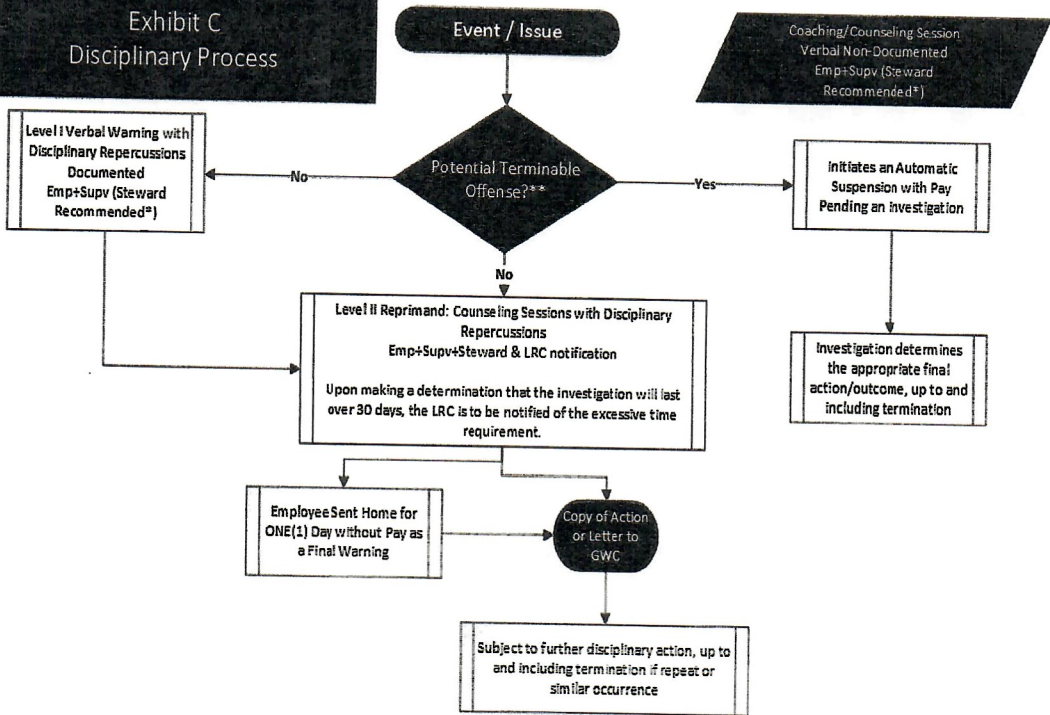 Exhibit C
Disciplinary Process
Event / Issue
Coaching/Counseling Session
Verbal Non-Documented
Emp+Supv (Steward
Recommended*)
Potential Terminable
Offense?**
No
Yes
Level I Verbal Warning with
Disciplinary Repercussions
Documented
Emp+Supv (Steward
Recommended*)
Initiates an Automatic
Suspension with Pay
Pending an investigation
No
Level II Reprimand: Counseling Sessions with Disciplinary
Repercussions
Emp+Supv+Steward & LRC notification
Upon making a determination that the investigation will last
over 30 days, the LRC is to be notified of the excessive time
requirement.
Investigation determines
the appropriate final
action/outcome, up to and
including termination
Employee Sent Home for
ONE(1) Day without Pay as
a Final Warning
Copy of Action
or Letter to
GWC
Subject to further disciplinary action, up to
and including termination if repeat or
similar occurrence